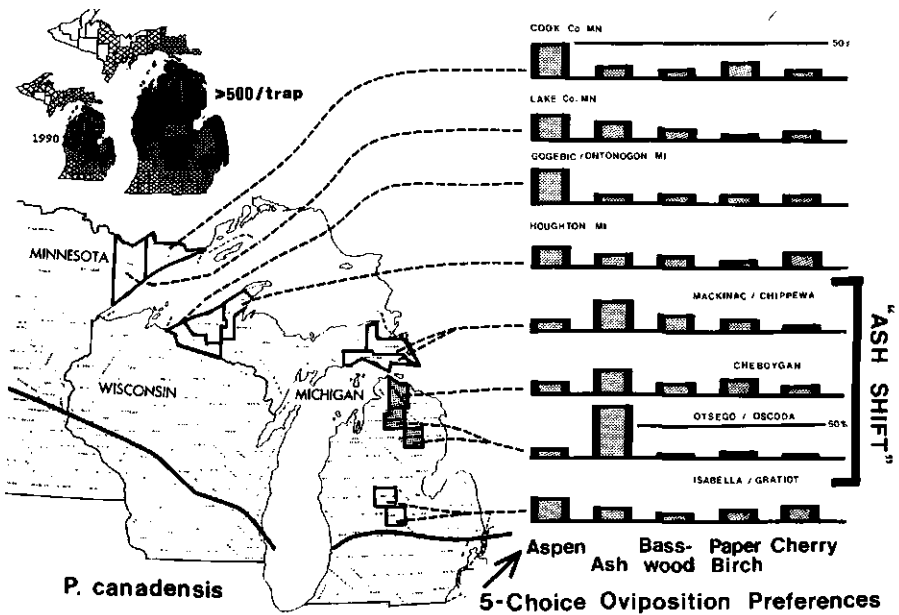 COOK Co MN
50%
LAKE Co. MN
GOGEBIC / ONTONOGON MI
HOUGHTON MI
MACKINAC / CHIPPEWA
CHEBOYGAN
OTSEGO / OSCODA
50%
ISABELLA / GRATIOT
"ASH SHIFT"
>500/trap
1990
MINNESOTA
WISCONSIN
MICHIGAN
Aspen
Ash
Bass-
wood
Paper
Birch
Cherry
P. canadensis
5-Choice Oviposition Preferences